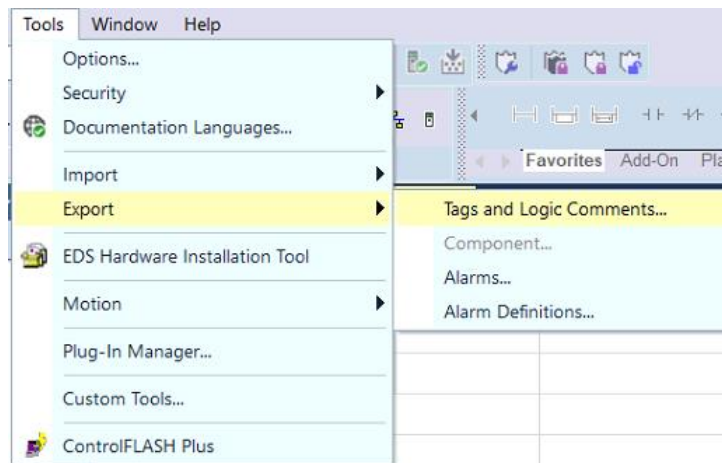 Tools Window Help
Options...
Security
Documentation Languages...
Import
Export
EDS Hardware Installation Tool
Motion
Plug-In Manager...
Custom Tools...
ControlFLASH Plus
Favorites Add-On
Tags and Logic Comments...
Component...
Alarms...
Alarm Definitions...